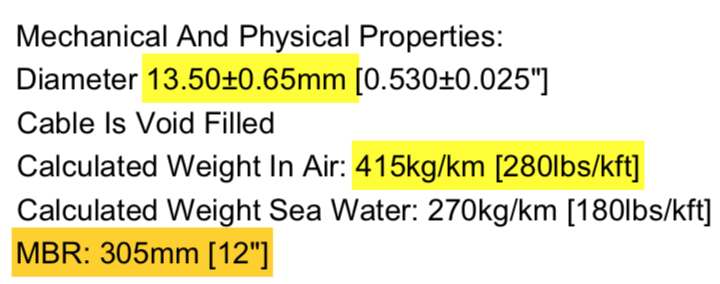 Mechanical And Physical Properties:
Diameter 13.50±0.65mm [0.530±0.025"]
Cable Is Void Filled
Calculated Weight In Air: 415kg/km [280lbs/kft]
Calculated Weight Sea Water: 270kg/km [180lbs/kft]
MBR: 305mm [12"]